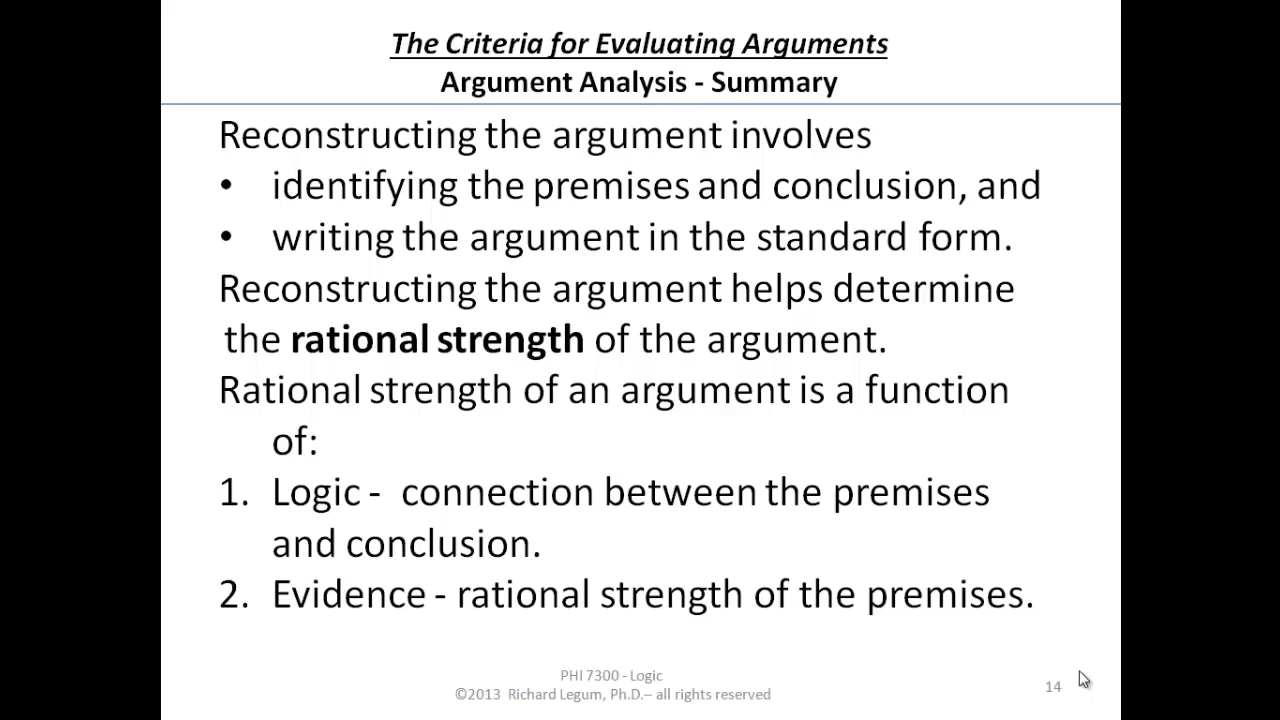 The Criteria for Evaluating Arguments
Argument Analysis - Summary
Reconstructing the argument involves
• identifying the premises and conclusion, and
• writing the argument in the standard form.
Reconstructing the argument helps determine
the rational strength of the argument.
Rational strength of an argument is a function
of:
1. Logic - connection between the premises
and conclusion.
2. Evidence - rational strength of the premises.
PHI 7300 - Logic
©2013 Richard Legum, Ph.D.– all rights reserved
14